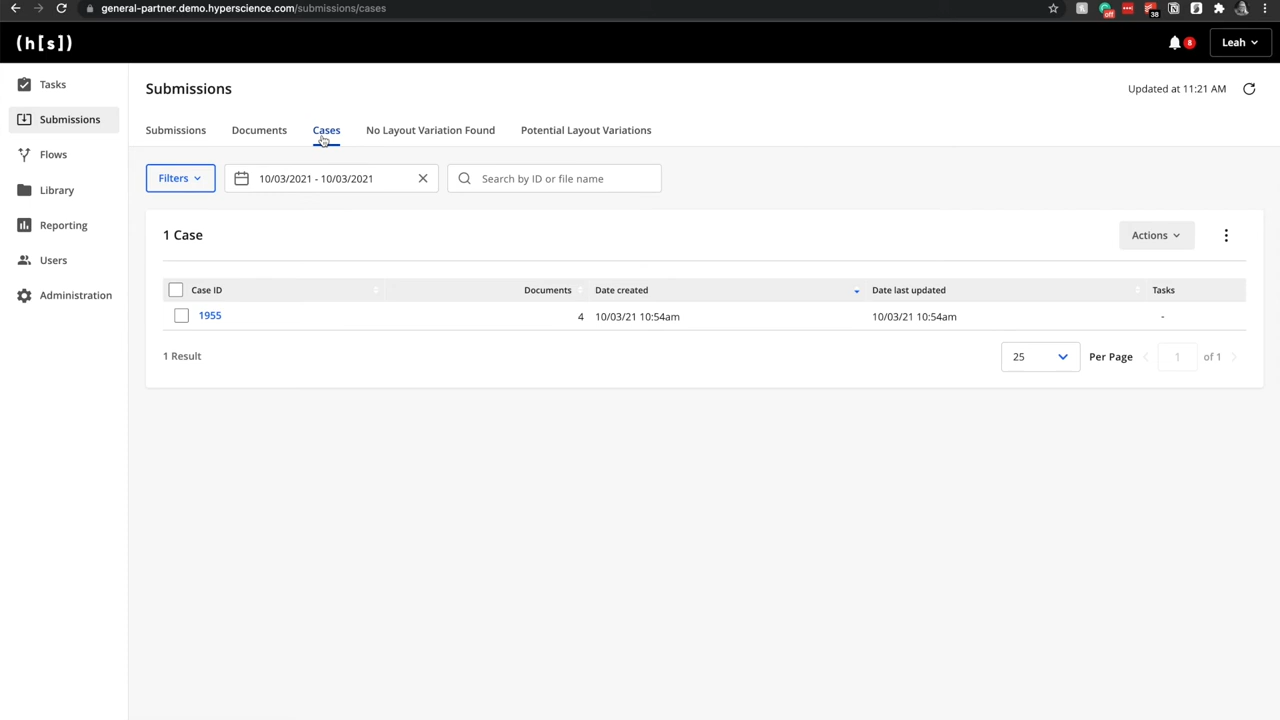 general-partner.demo.hyperscience.com/submissions/cases
off
38
(h[s])
8
Leah
Tasks
Submissions
Flows
Library
Reporting
Users
Administration
Submissions
Updated at 11:21 AM
Submissions Documents Cases No Layout Variation Found Potential Layout Variations
Filters 10/03/2021 - 10/03/2021 Search by ID or file name
1 Case Actions
Case ID Documents Date created Date last updated Tasks
1955 4 10/03/21 10:54am 10/03/21 10:54am -
1 Result 25 Per Page 1 of 1